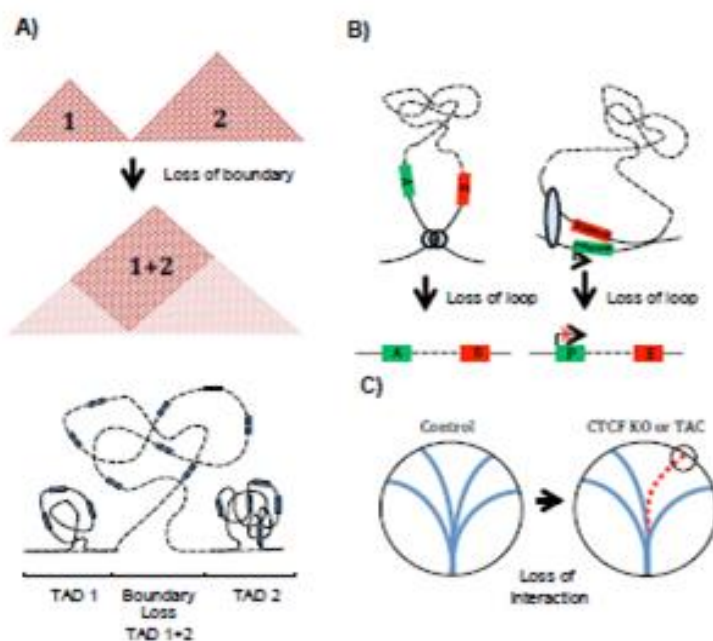 A)
1
2
Loss of boundary
1+2
TAD 1
Boundary
Loss
TAD 1+2
TAD 2
B)
A
Loss of loop
Loss of loop
A
P
E
C)
Control
CTCF KO or TAC
Loss of
Interaction